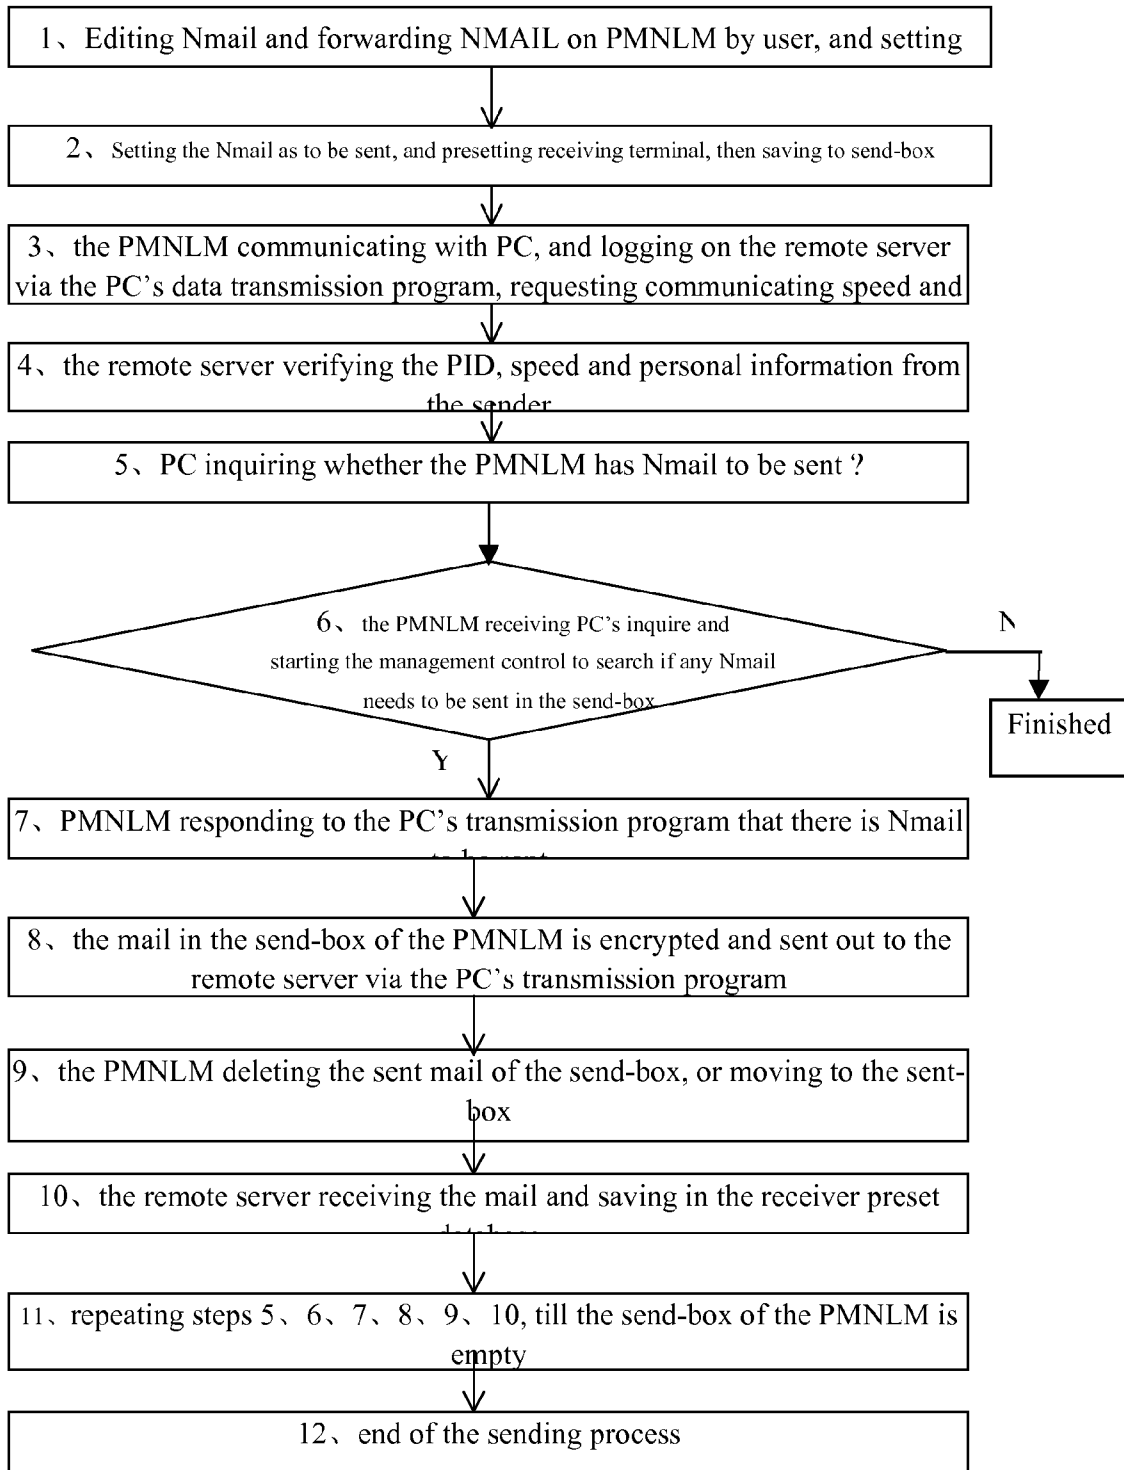 1、Editing Nmail and forwarding NMAIL on PMNLM by user, and setting
2、Setting the Nmail as to be sent, and presetting receiving terminal, then saving to send-box
3、the PMNLM communicating with PC, and logging on the remote server
via the PC’s data transmission program, requesting communicating speed and
4、the remote server verifying the PID, speed and personal information from
the sender
5、PC inquiring whether the PMNLM has Nmail to be sent ?
6、the PMNLM receiving PC’s inquire and
starting the management control to search if any Nmail
needs to be sent in the send-box
N
Finished
Y
7、PMNLM responding to the PC’s transmission program that there is Nmail
to be sent
8、the mail in the send-box of the PMNLM is encrypted and sent out to the
remote server via the PC’s transmission program
9、the PMNLM deleting the sent mail of the send-box, or moving to the sent-
box
10、the remote server receiving the mail and saving in the receiver preset
database
11、repeating steps 5、6、7、8、9、10, till the send-box of the PMNLM is
empty
12、end of the sending process